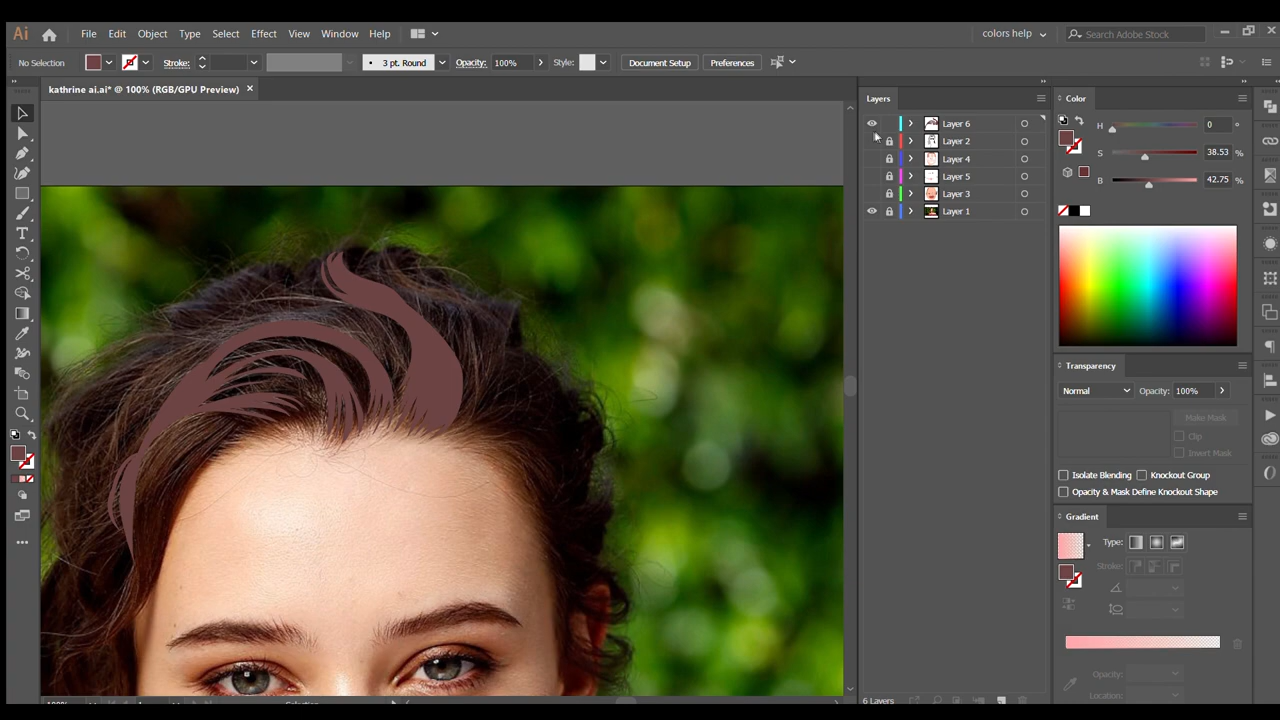 Ai File Edit Object Type Select Effect View Window Help colors help Search Adobe Stock
No Selection Stroke: 3 pt. Round Opacity: 100% Style: Document Setup Preferences
kathrine ai.ai* @ 100% (RGB/GPU Preview)
Layers
Layer 6
Layer 2
Layer 4
Layer 5
Layer 3
Layer 1
6 Layers
Color
H 0 °
S 38.53 %
B 42.75 %
Transparency
Normal Opacity: 100%
Make Mask
Clip
Invert Mask
Isolate Blending Knockout Group
Opacity & Mask Define Knockout Shape
Gradient
Type:
Stroke:
Opacity:
Location: